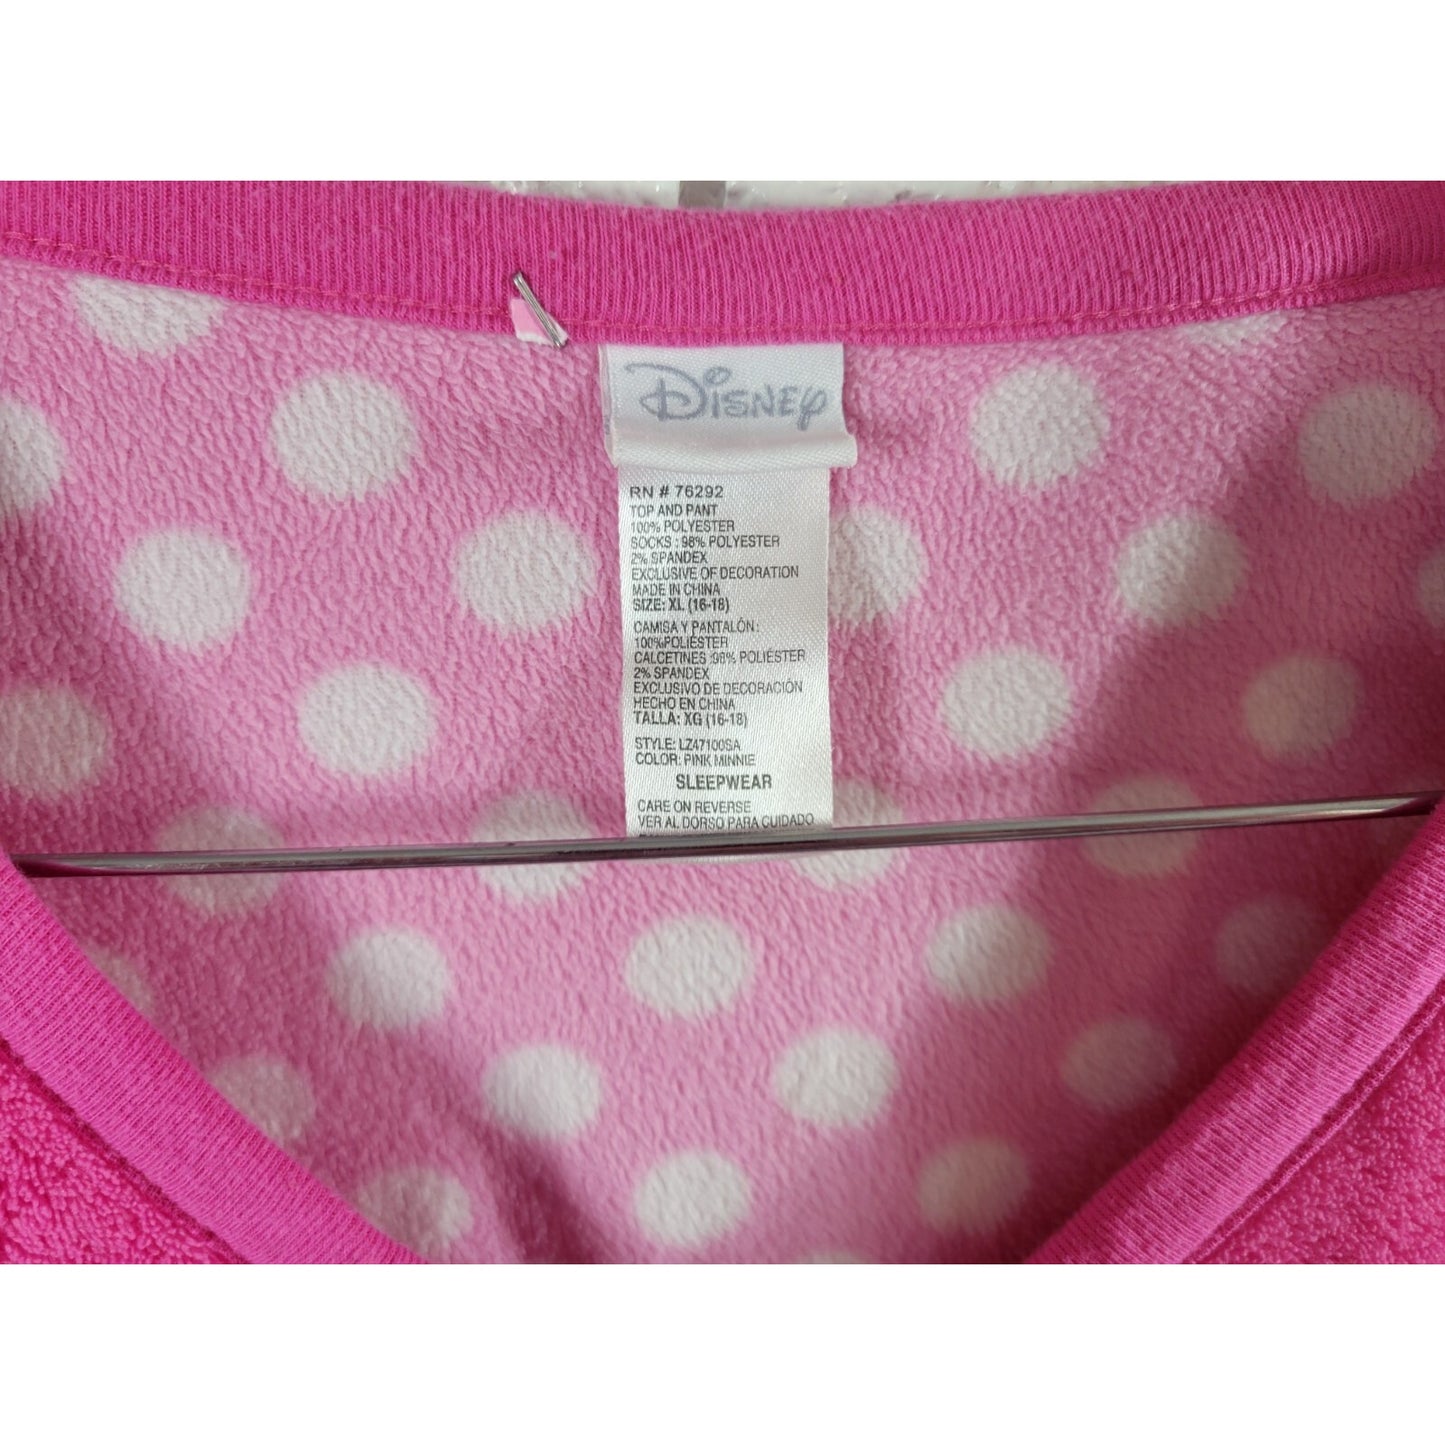 Disney
RN # 76292
TOP AND PANT
100% POLYESTER
SOCKS : 98% POLYESTER
2% SPANDEX
EXCLUSIVE OF DECORATION
MADE IN CHINA
SIZE: XL (16-18)
CAMISA Y PANTALÓN :
100%POLIÉSTER
CALCETINES :98% POLIÉSTER
2% SPANDEX
EXCLUSIVO DE DECORACIÓN
HECHO EN CHINA
TALLA: XG (16-18)
STYLE: LZ47100SA
COLOR: PINK MINNIE
SLEEPWEAR
CARE ON REVERSE
VER AL DORSO PARA CUIDADO